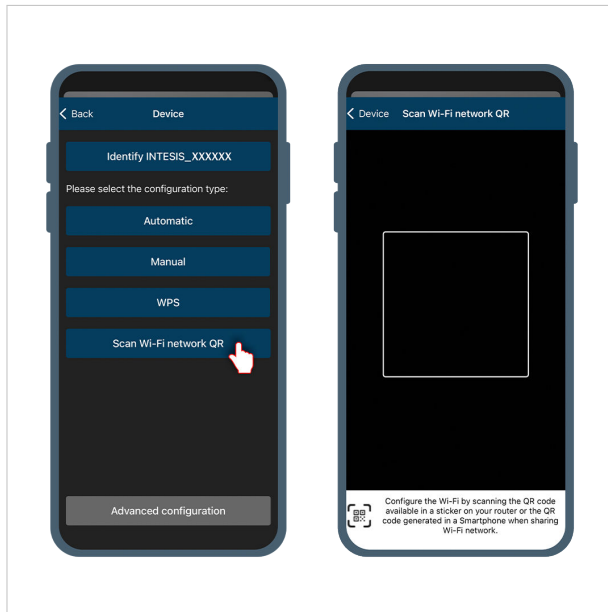 Back
Device
Identify INTESIS_XXXXXX
Please select the configuration type:
Automatic
Manual
WPS
Scan Wi-Fi network QR
Advanced configuration
Device
Scan Wi-Fi network QR
Configure the Wi-Fi by scanning the QR code
available in a sticker on your router or the QR
code generated in a Smartphone when sharing
Wi-Fi network.